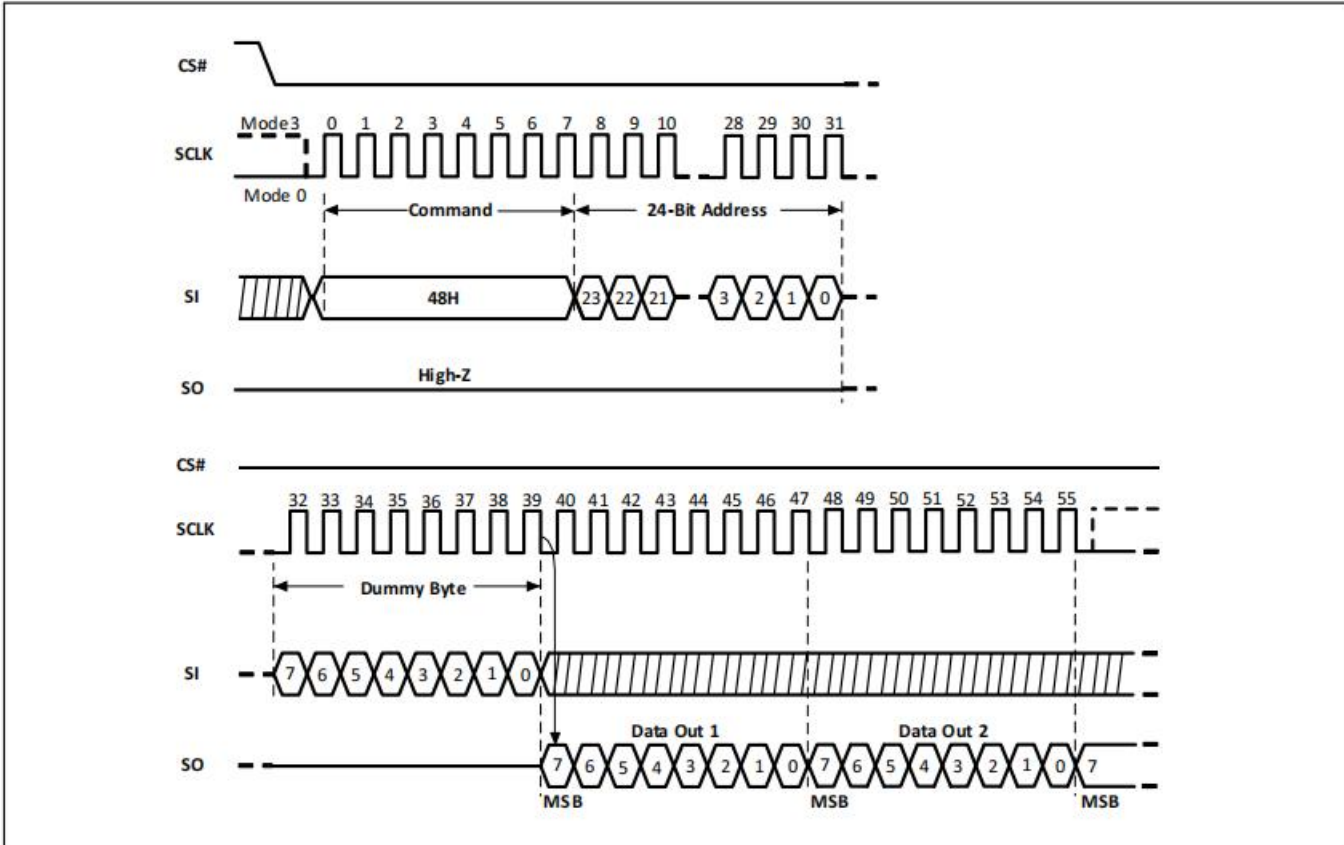 CS#
Mode3 0 1 2 3 4 5 6 7 8 9 10 28 29 30 31
SCLK
Mode 0
Command 24-Bit Address
SI 48H 23 22 21 3 2 1 0
High-Z
SO
CS#
32 33 34 35 36 37 38 39 40 41 42 43 44 45 46 47 48 49 50 51 52 53 54 55
SCLK
Dummy Byte
SI 7 6 5 4 3 2 1 0
Data Out 1 Data Out 2
SO 7 6 5 4 3 2 1 0 7 6 5 4 3 2 1 0 7
MSB MSB MSB